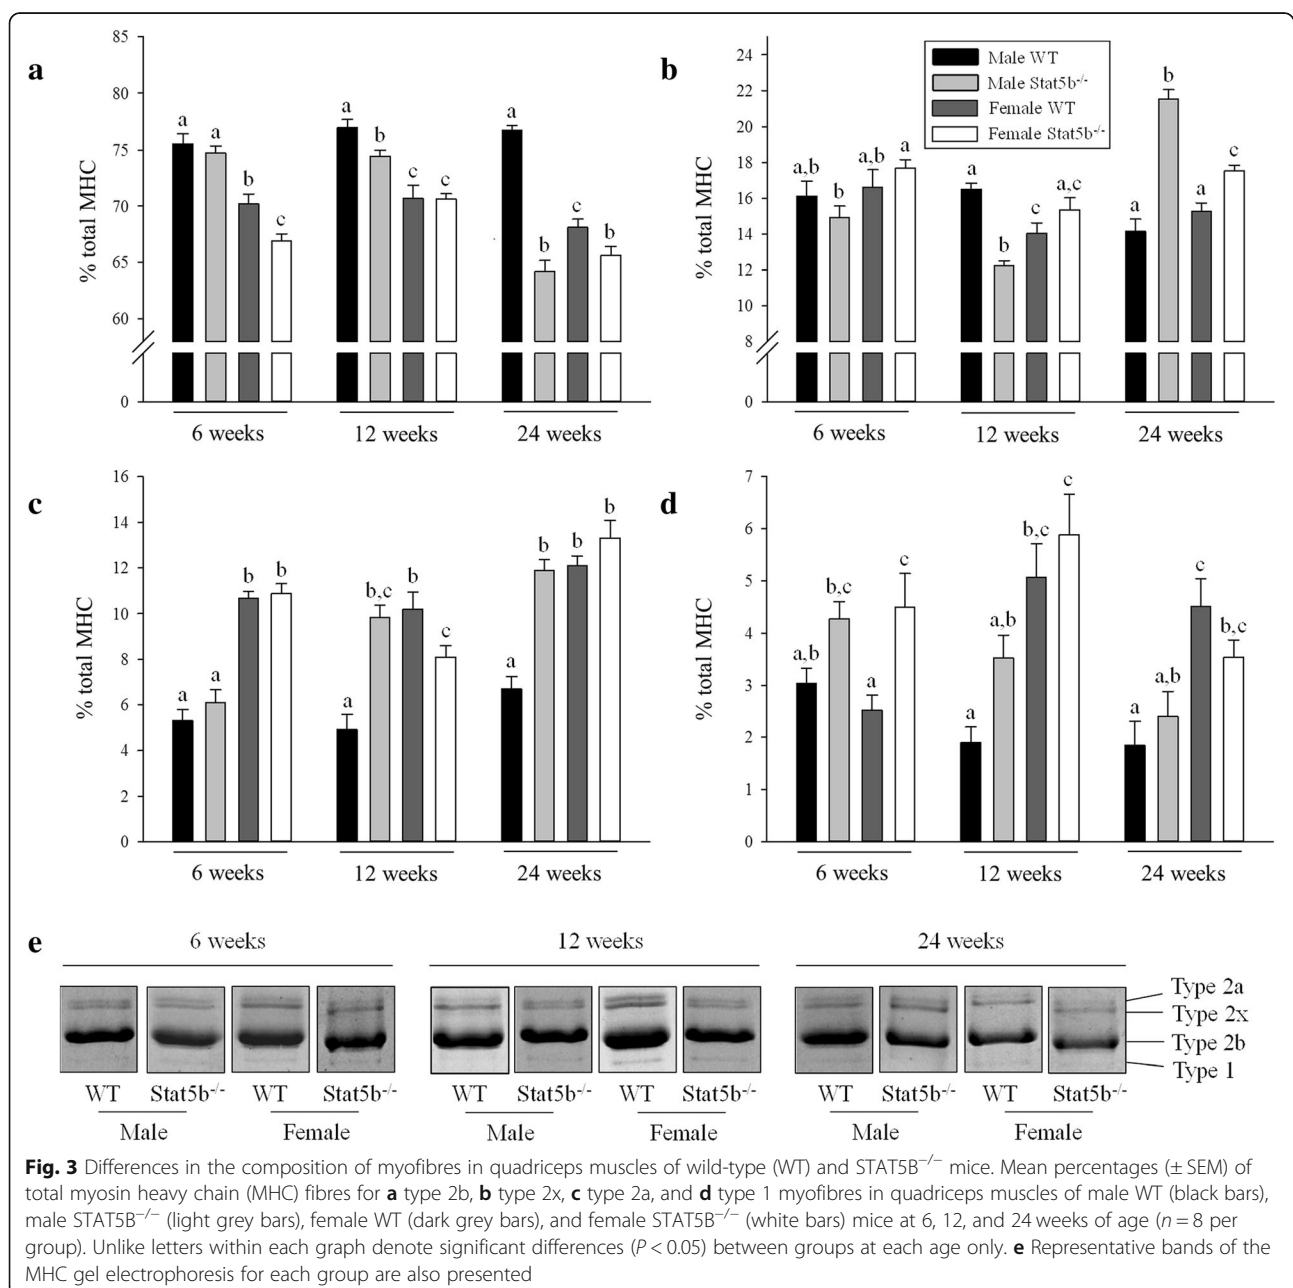 a
85
80
75
70
65
60
0
% total MHC
a
a
b
c
a
b
c
c
a
b
c
b
6 weeks
12 weeks
24 weeks
b
24
22
20
18
16
14
12
10
8
0
% total MHC
Male WT
Male Stat5b-/-
Female WT
Female Stat5b-/-
a,b
b
a,b
a
a
b
c
a,c
a
b
a
c
6 weeks
12 weeks
24 weeks
c
16
14
12
10
8
6
4
2
0
% total MHC
a
a
b
b
a
b,c
b
c
a
b
b
b
6 weeks
12 weeks
24 weeks
d
7
6
5
4
3
2
1
0
% total MHC
a,b
b,c
a
c
a
a,b
b,c
c
a
a,b
c
b,c
6 weeks
12 weeks
24 weeks
e
6 weeks
12 weeks
24 weeks
Type 2a
Type 2x
Type 2b
Type 1
WT Stat5b-/- WT Stat5b-/- WT Stat5b-/- WT Stat5b-/- WT Stat5b-/- WT Stat5b-/-
Male Female Male Female Male Female
Fig. 3 Differences in the composition of myofibres in quadriceps muscles of wild-type (WT) and STAT5B−/− mice. Mean percentages (± SEM) of
total myosin heavy chain (MHC) fibres for a type 2b, b type 2x, c type 2a, and d type 1 myofibres in quadriceps muscles of male WT (black bars),
male STAT5B−/− (light grey bars), female WT (dark grey bars), and female STAT5B−/− (white bars) mice at 6, 12, and 24 weeks of age (n = 8 per
group). Unlike letters within each graph denote significant differences (P < 0.05) between groups at each age only. e Representative bands of the
MHC gel electrophoresis for each group are also presented